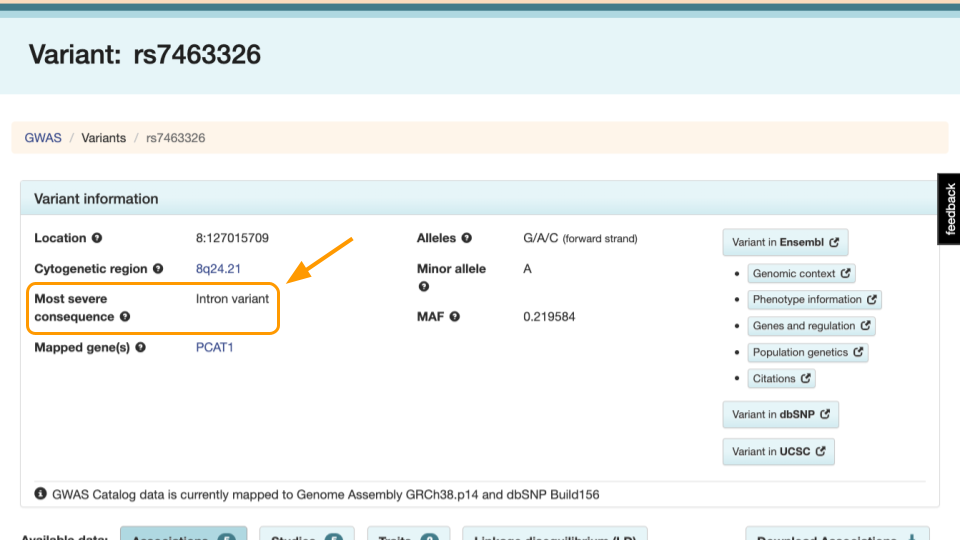 Variant: rs7463326
GWAS / Variants / rs7463326
feedback
Variant information
Location
8:127015709
Alleles
G/A/C (forward strand)
Variant in Ensembl
Cytogenetic region
8q24.21
Minor allele
A
Genomic context
Most severe
consequence
Intron variant
Phenotype information
MAF
0.219584
Genes and regulation
Mapped gene(s)
PCAT1
Population genetics
Citations
Variant in dbSNP
Variant in UCSC
GWAS Catalog data is currently mapped to Genome Assembly GRCh38.p14 and dbSNP Build156
Available data:
Associations
Studies
Traits
Linkage disequilibrium (LD)
Download Associations